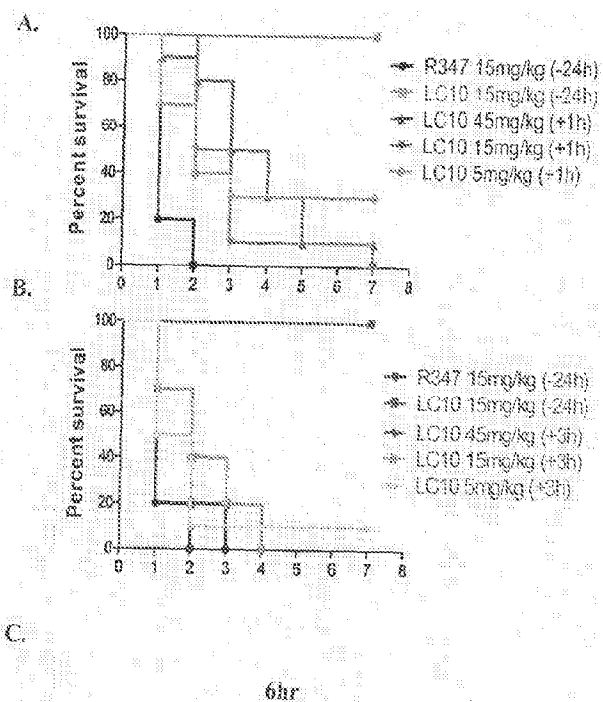 A.
Percent survival
100
80
60
40
20
0
0 1 2 3 4 5 6 7 8
R347 15mg/kg (-24h)
LC10 15mg/kg (-24h)
LC10 45mg/kg (+1h)
LC10 15mg/kg (+1h)
LC10 5mg/kg (+1h)
B.
Percent survival
100
80
60
40
20
0
0 1 2 3 4 5 6 7 8
R347 15mg/kg (-24h)
LC10 15mg/kg (-24h)
LC10 45mg/kg (+3h)
LC10 15mg/kg (+3h)
LC10 5mg/kg (+3h)
C.
6hr